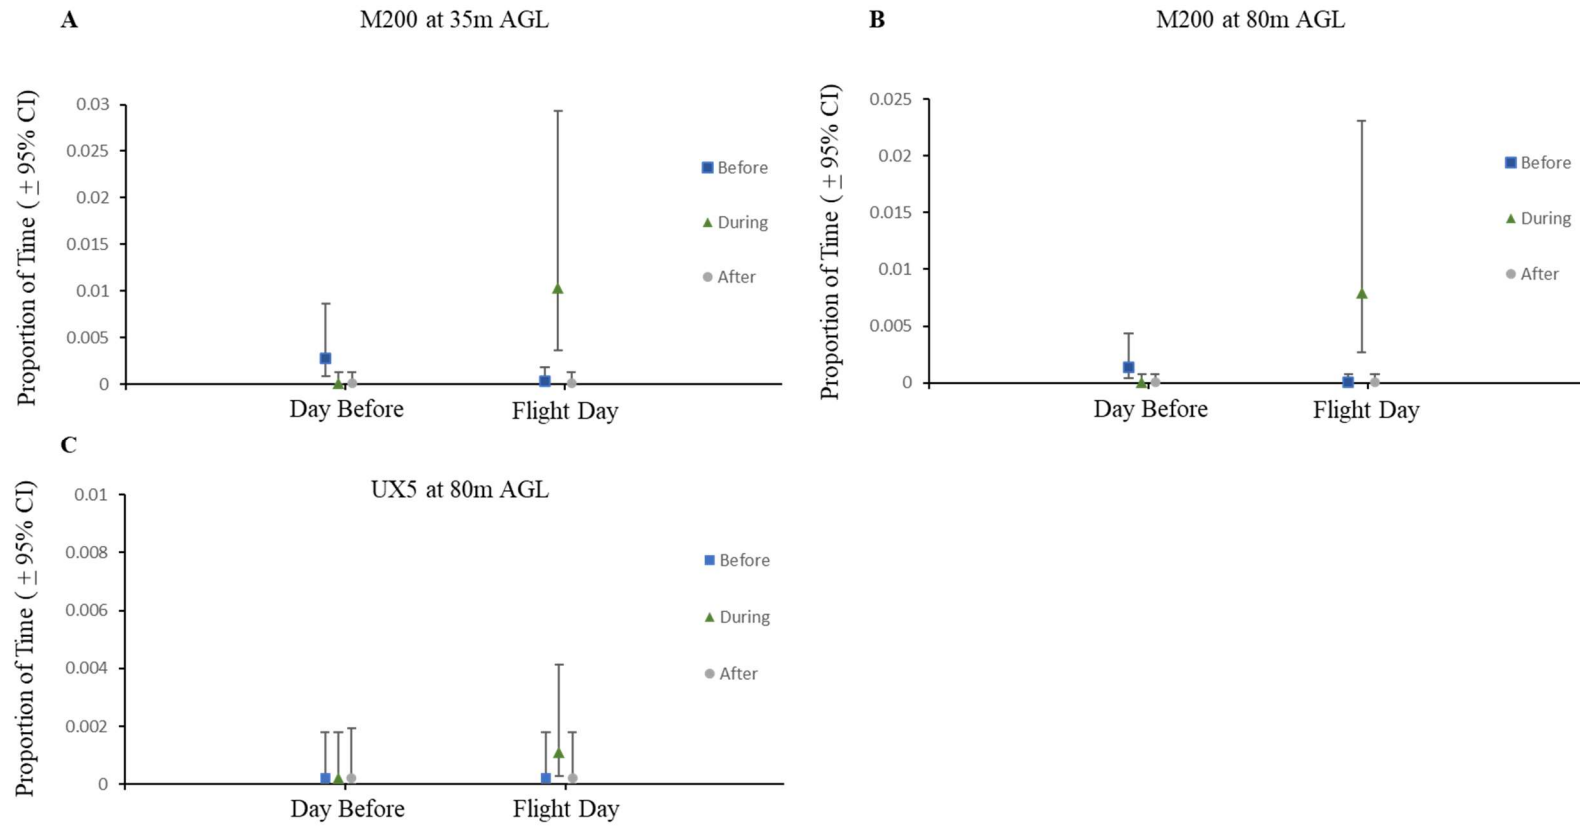 A
M200 at 35m AGL
Proportion of Time ( ± 95% CI)
0.03
0.025
0.02
0.015
0.01
0.005
0
Before
During
After
Day Before
Flight Day
B
M200 at 80m AGL
Proportion of Time ( ± 95% CI)
0.025
0.02
0.015
0.01
0.005
0
Before
During
After
Day Before
Flight Day
C
UX5 at 80m AGL
Proportion of Time ( ± 95% CI)
0.01
0.008
0.006
0.004
0.002
0
Before
During
After
Day Before
Flight Day